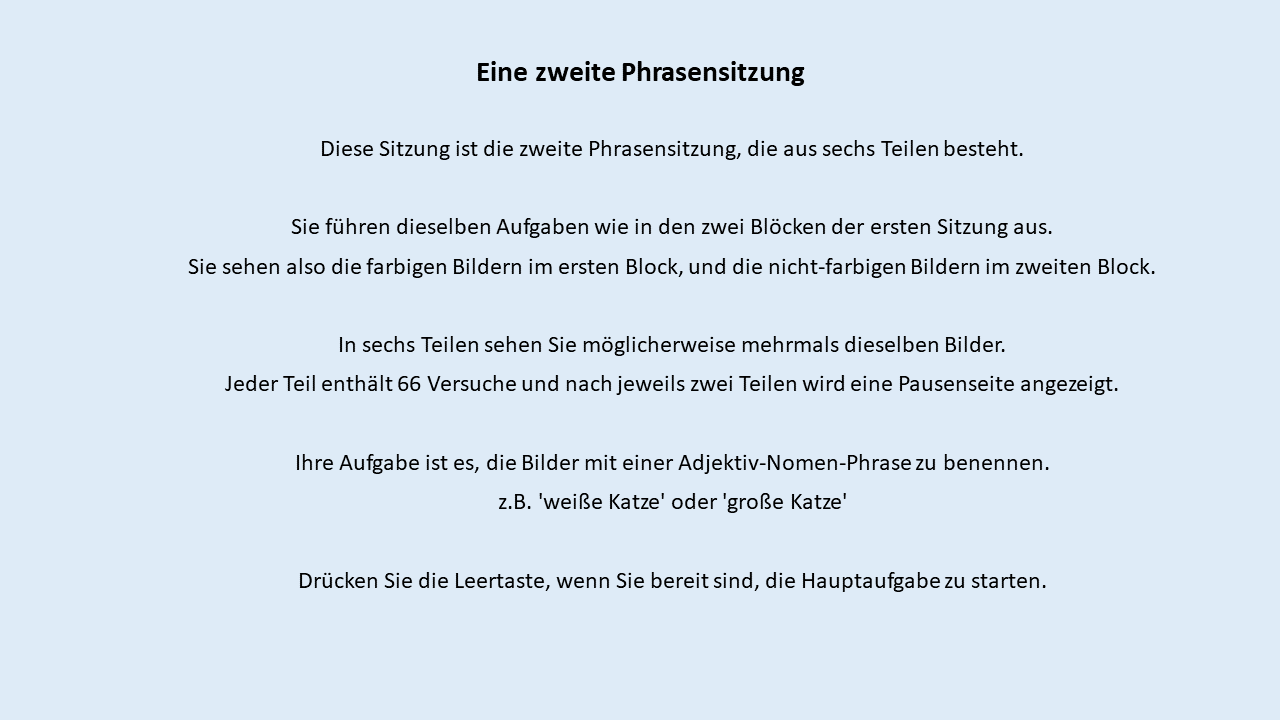 Eine zweite Phrasensitzung
Diese Sitzung ist die zweite Phrasensitzung, die aus sechs Teilen besteht.
Sie führen dieselben Aufgaben wie in den zwei Blöcken der ersten Sitzung aus.
Sie sehen also die farbigen Bildern im ersten Block, und die nicht-farbigen Bildern im zweiten Block.
In sechs Teilen sehen Sie möglicherweise mehrmals dieselben Bilder.
Jeder Teil enthält 66 Versuche und nach jeweils zwei Teilen wird eine Pausenseite angezeigt.
Ihre Aufgabe ist es, die Bilder mit einer Adjektiv-Nomen-Phrase zu benennen.
z.B. 'weiße Katze' oder 'große Katze'
Drücken Sie die Leertaste, wenn Sie bereit sind, die Hauptaufgabe zu starten.